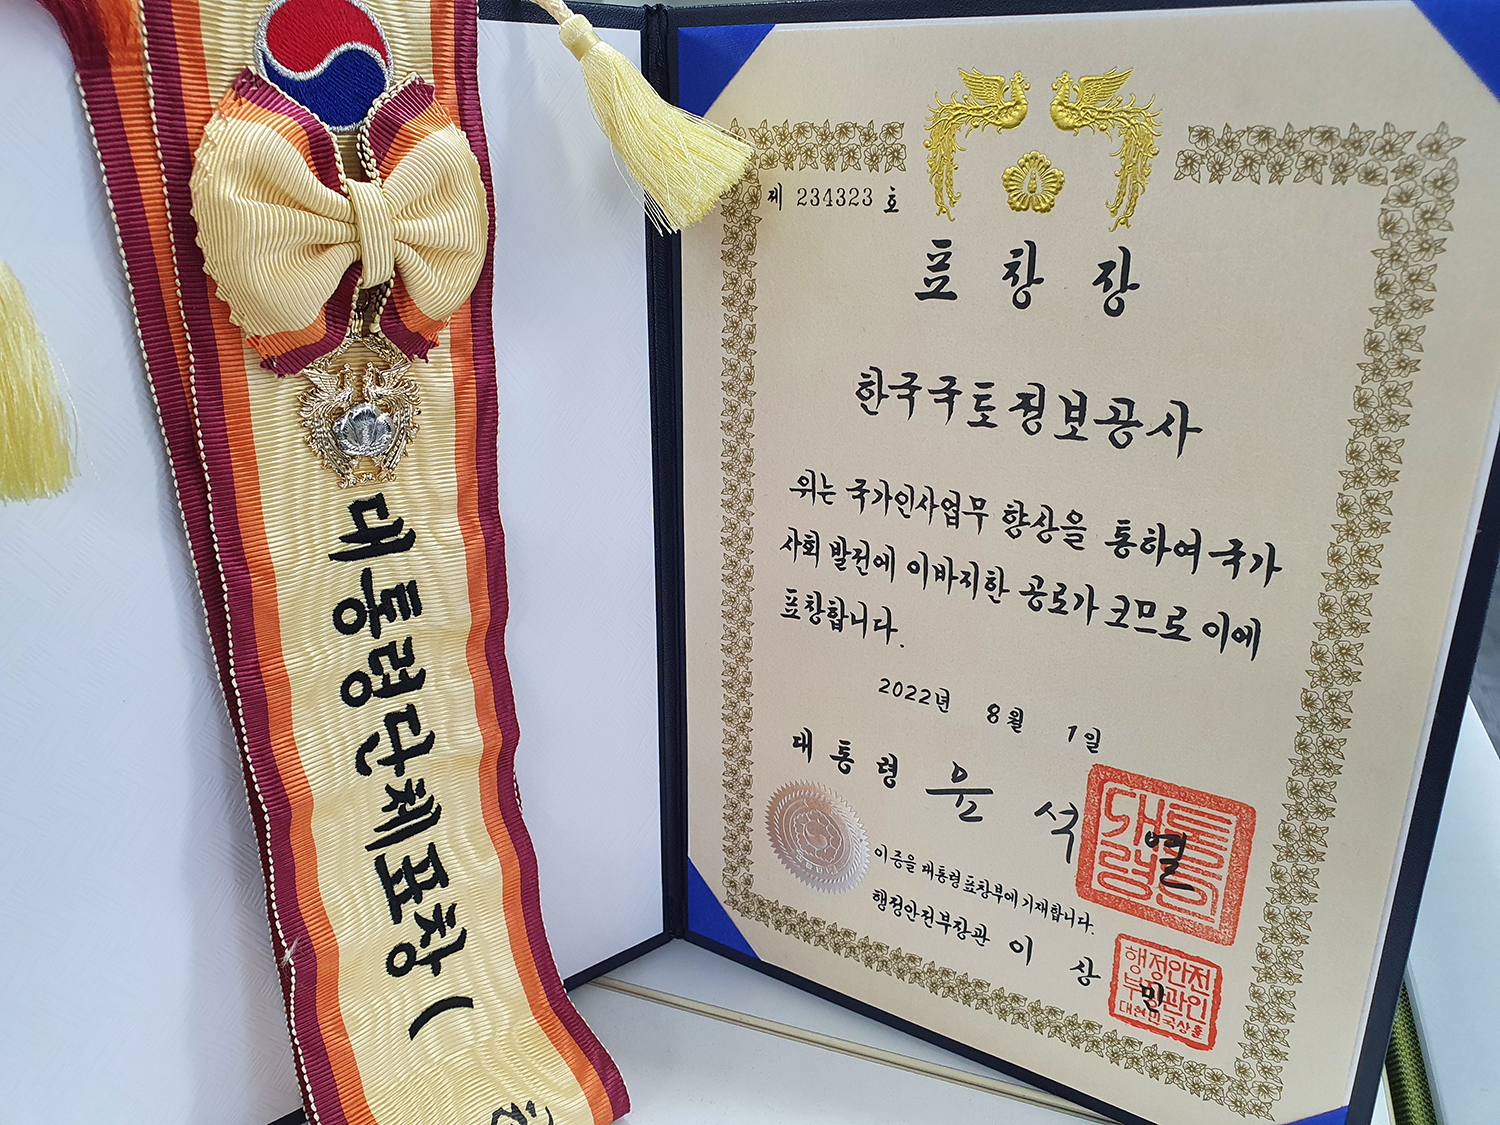 대통령단체표창 (
제 234323 호
표 창 장
한국국토정보공사
위는 국가인사업무 향상을 통하여 국가
사회 발전에 이바지한 공로가 크므로 이에
표창합니다.
2022년 8월 1일
대 통 령 윤 석 열
대통령의
이 증을 대통령 표창부에 기재합니다.
행정안전부장관 이 상 민
행정안전
부장관인